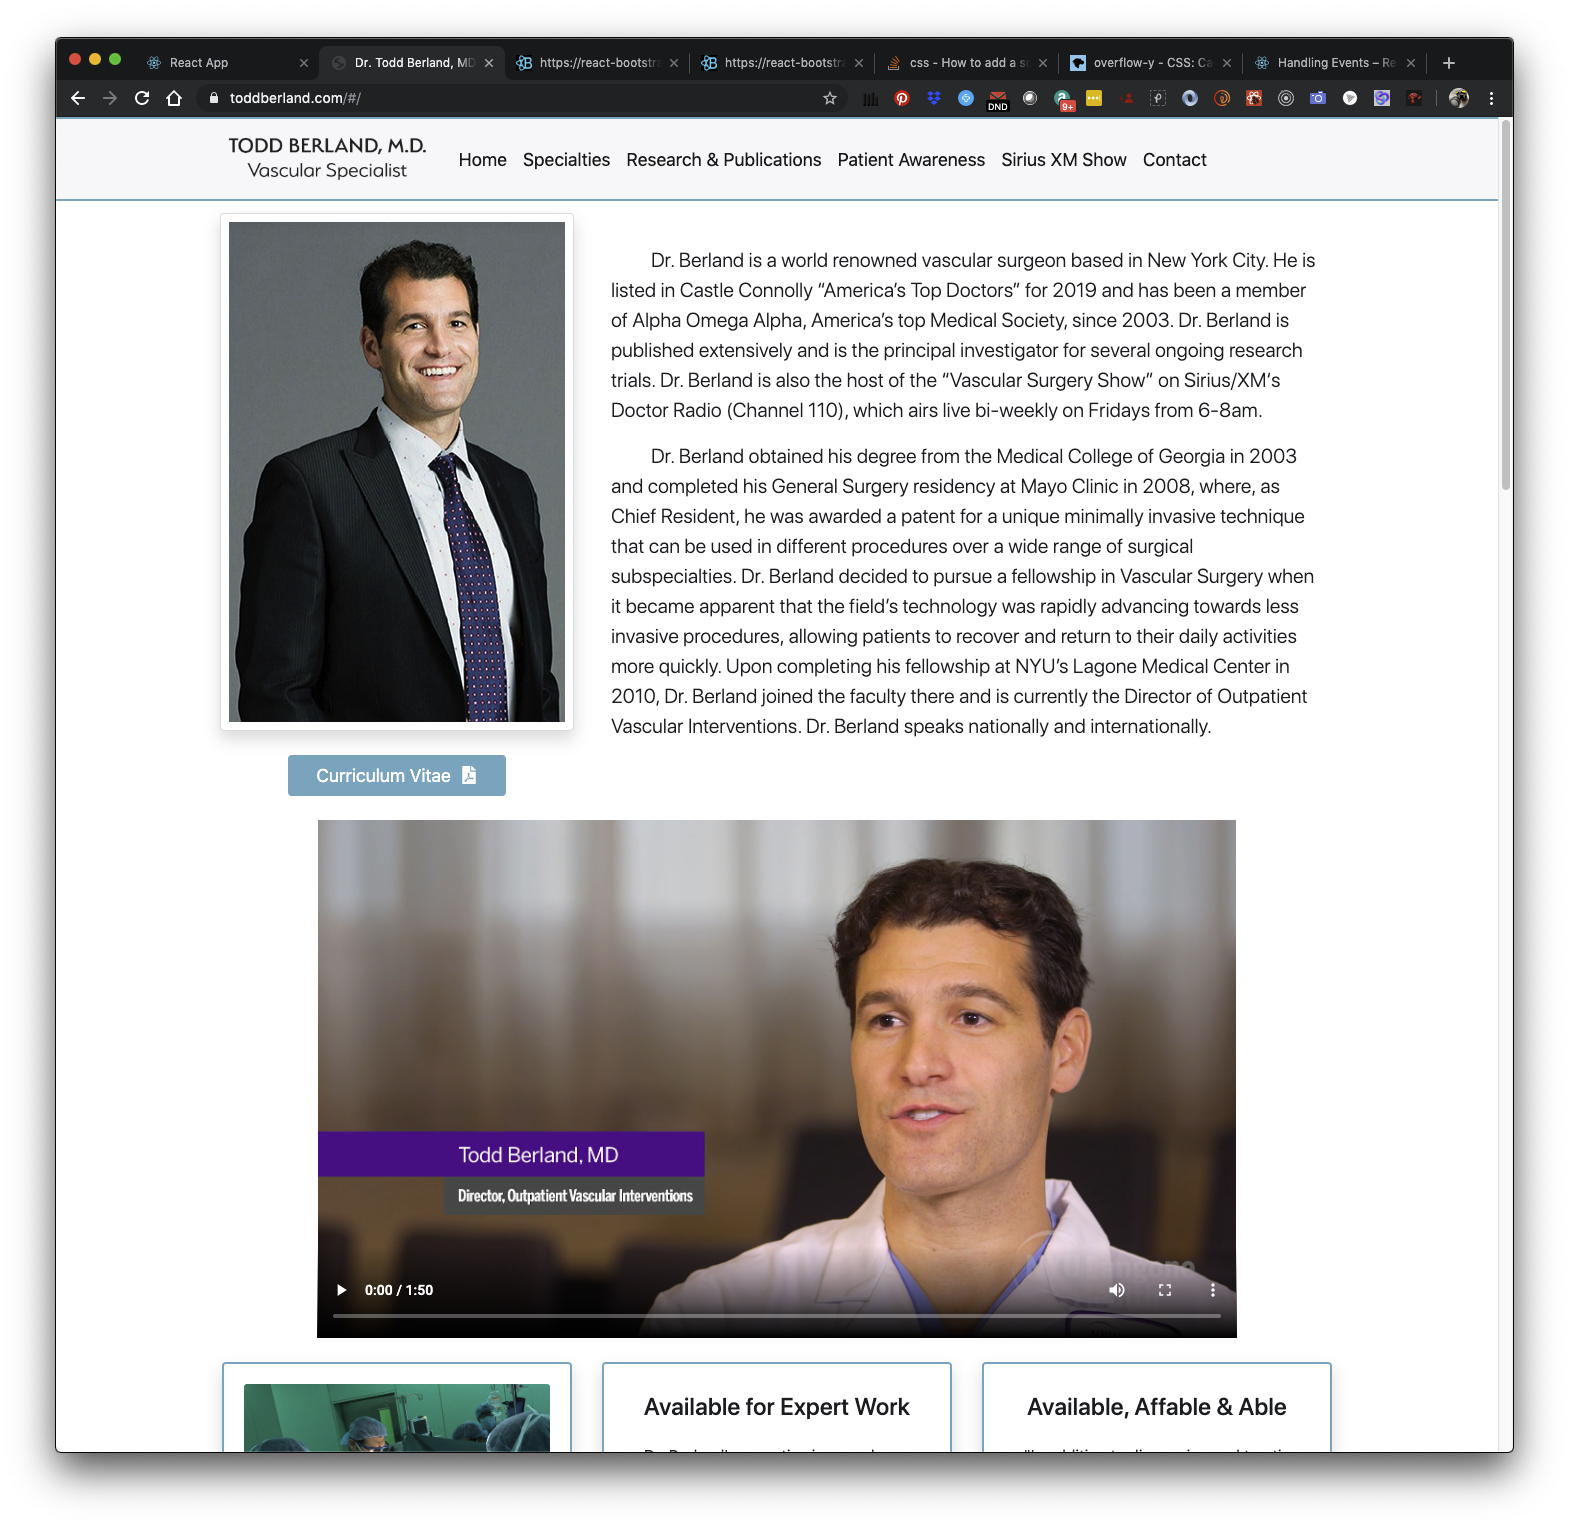 React App
Dr. Todd Berland, MD
https://react-bootstra
https://react-bootstra
css - How to add a s
overflow-y - CSS: Ca
Handling Events – Re
toddberland.com/#/
DND
9+
TODD BERLAND, M.D.
Vascular Specialist
Home Specialties Research & Publications Patient Awareness Sirius XM Show Contact
Dr. Berland is a world renowned vascular surgeon based in New York City. He is
listed in Castle Connolly “America’s Top Doctors” for 2019 and has been a member
of Alpha Omega Alpha, America’s top Medical Society, since 2003. Dr. Berland is
published extensively and is the principal investigator for several ongoing research
trials. Dr. Berland is also the host of the “Vascular Surgery Show” on Sirius/XM’s
Doctor Radio (Channel 110), which airs live bi-weekly on Fridays from 6-8am.
Dr. Berland obtained his degree from the Medical College of Georgia in 2003
and completed his General Surgery residency at Mayo Clinic in 2008, where, as
Chief Resident, he was awarded a patent for a unique minimally invasive technique
that can be used in different procedures over a wide range of surgical
subspecialties. Dr. Berland decided to pursue a fellowship in Vascular Surgery when
it became apparent that the field’s technology was rapidly advancing towards less
invasive procedures, allowing patients to recover and return to their daily activities
more quickly. Upon completing his fellowship at NYU’s Lagone Medical Center in
2010, Dr. Berland joined the faculty there and is currently the Director of Outpatient
Vascular Interventions. Dr. Berland speaks nationally and internationally.
Curriculum Vitae
Todd Berland, MD
Director, Outpatient Vascular Interventions
0:00 / 1:50
Available for Expert Work
Available, Affable & Able